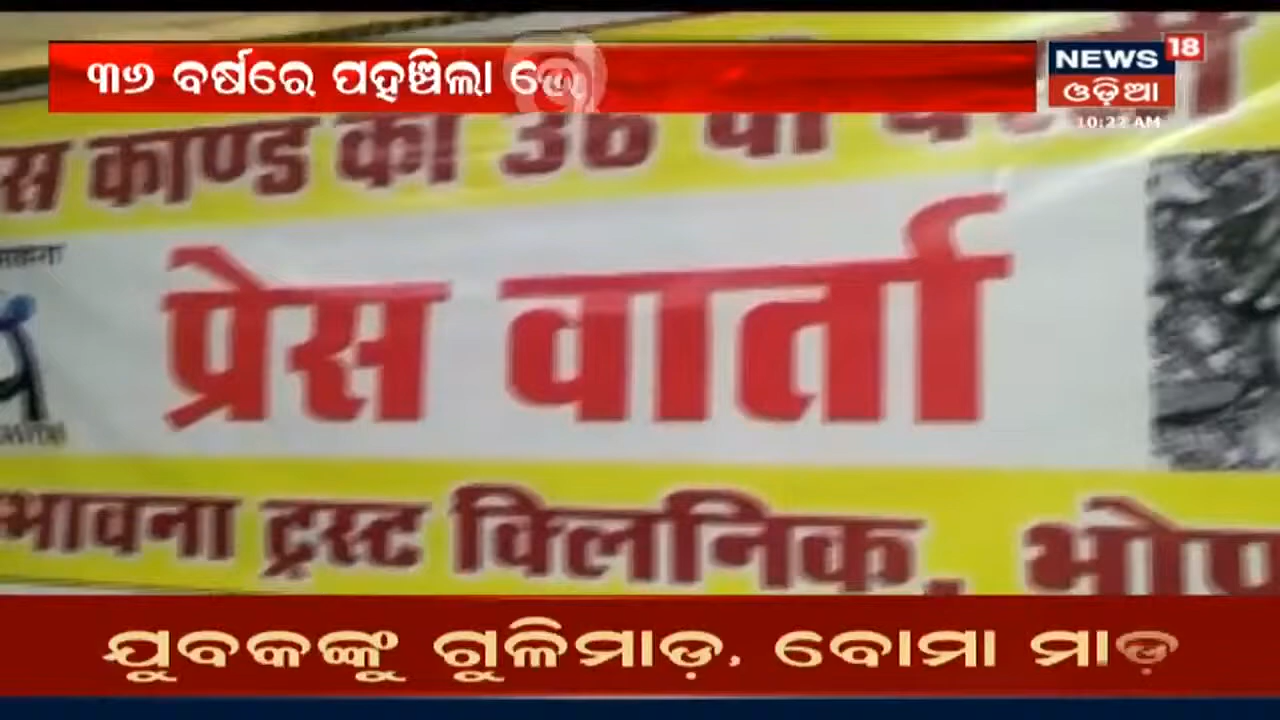 ୩୬ ବର୍ଷରେ ପହଞ୍ଚିଲା
NEWS 18
ଓଡ଼ିଆ
10:22 AM
काण्ड की 36 वी
प्रेस वार्ता
भावना ट्रस्ट क्लिनिक,
ଯୁବକଙ୍କୁ ଗୁଳିମାଡ଼, ବୋମା ମାଡ଼